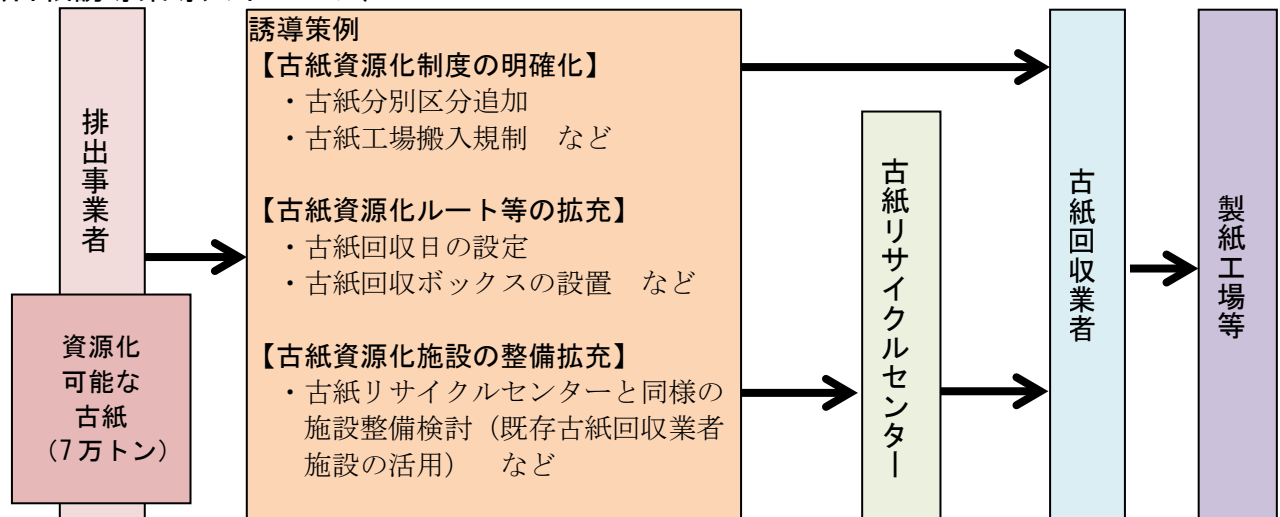 排出事業者
資源化
可能な
古紙
(7万トン)
誘導策例
【古紙資源化制度の明確化】
・古紙分別区分追加
・古紙工場搬入規制　など
【古紙資源化ルート等の拡充】
・古紙回収日の設定
・古紙回収ボックスの設置　など
【古紙資源化施設の整備拡充】
・古紙リサイクルセンターと同様の
施設整備検討（既存古紙回収業者
施設の活用）　など
古紙リサイクルセンター
古紙回収業者
製紙工場等